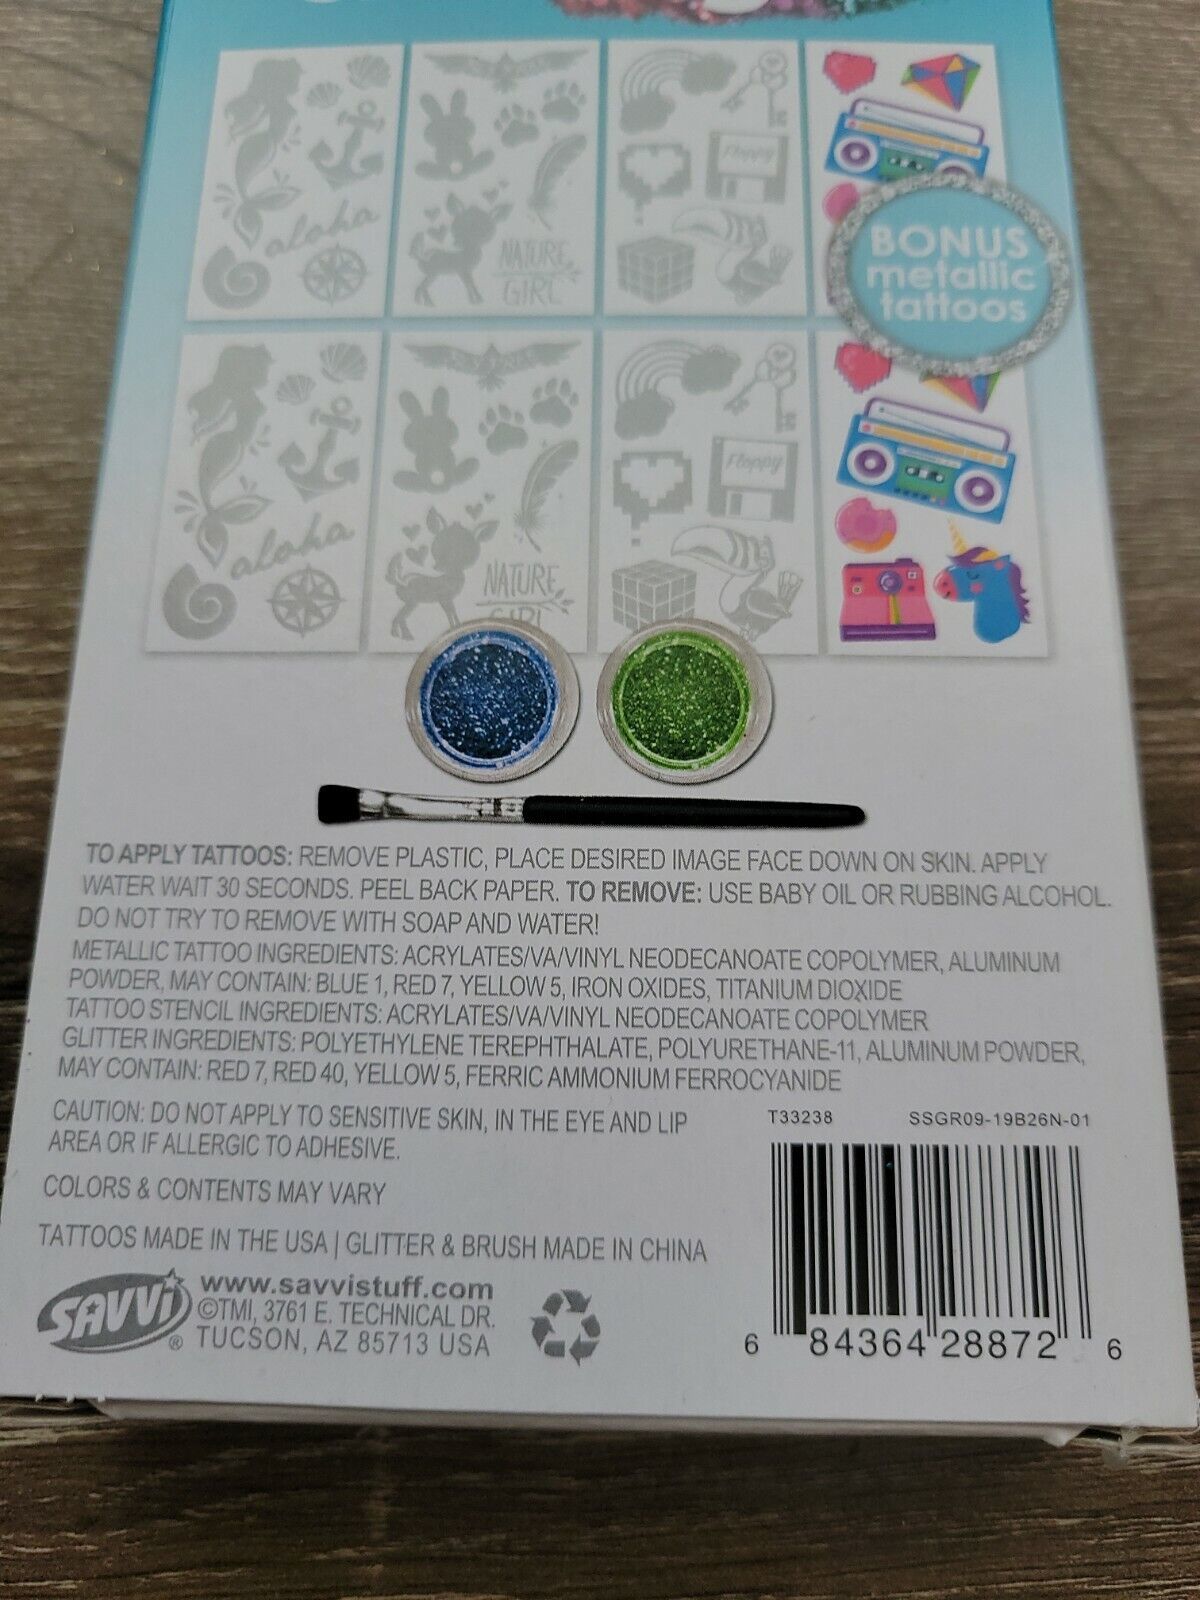 aloha
NATURE
GIRL
Floppy
BONUS
metallic
tattoos
aloha
NATURE
Floppy
TO APPLY TATTOOS: REMOVE PLASTIC, PLACE DESIRED IMAGE FACE DOWN ON SKIN. APPLY
WATER WAIT 30 SECONDS. PEEL BACK PAPER. TO REMOVE: USE BABY OIL OR RUBBING ALCOHOL.
DO NOT TRY TO REMOVE WITH SOAP AND WATER!
METALLIC TATTOO INGREDIENTS: ACRYLATES/VA/VINYL NEODECANOATE COPOLYMER, ALUMINUM
POWDER, MAY CONTAIN: BLUE 1, RED 7, YELLOW 5, IRON OXIDES, TITANIUM DIOXIDE
TATTOO STENCIL INGREDIENTS: ACRYLATES/VA/VINYL NEODECANOATE COPOLYMER
GLITTER INGREDIENTS: POLYETHYLENE TEREPHTHALATE, POLYURETHANE-11, ALUMINUM POWDER,
MAY CONTAIN: RED 7, RED 40, YELLOW 5, FERRIC AMMONIUM FERROCYANIDE
CAUTION: DO NOT APPLY TO SENSITIVE SKIN, IN THE EYE AND LIP
AREA OR IF ALLERGIC TO ADHESIVE.
T33238 SSGR09-19B26N-01
COLORS & CONTENTS MAY VARY
TATTOOS MADE IN THE USA | GLITTER & BRUSH MADE IN CHINA
SAVVi ®
www.savvistuff.com
©TMI, 3761 E. TECHNICAL DR.
TUCSON, AZ 85713 USA
6 84364 28872 6